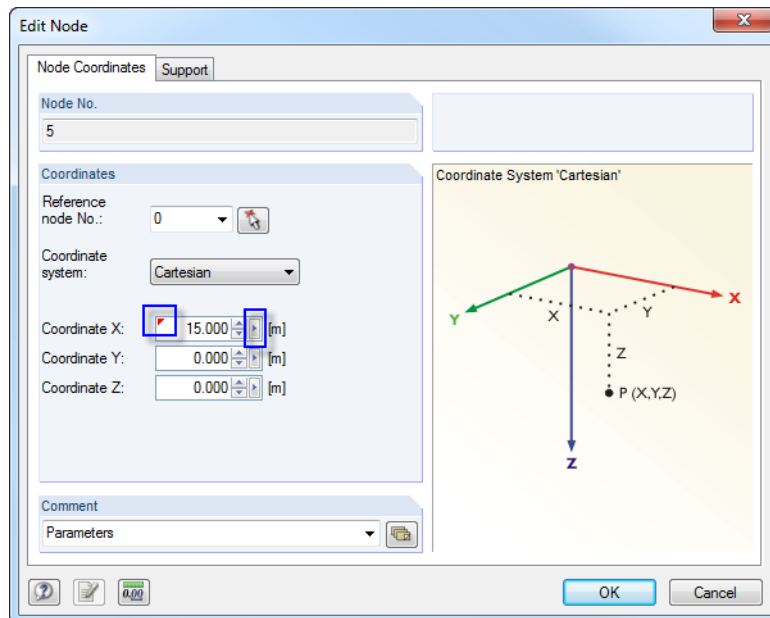 Edit Node
Node Coordinates
Support
Node No.
5
Coordinates
Reference
node No.:
0
Coordinate
system:
Cartesian
Coordinate X:
15.000
[m]
Coordinate Y:
0.000
[m]
Coordinate Z:
0.000
[m]
Comment
Parameters
Coordinate System 'Cartesian'
X
Y
X
Y
Z
P (X,Y,Z)
Z
0.00
OK
Cancel